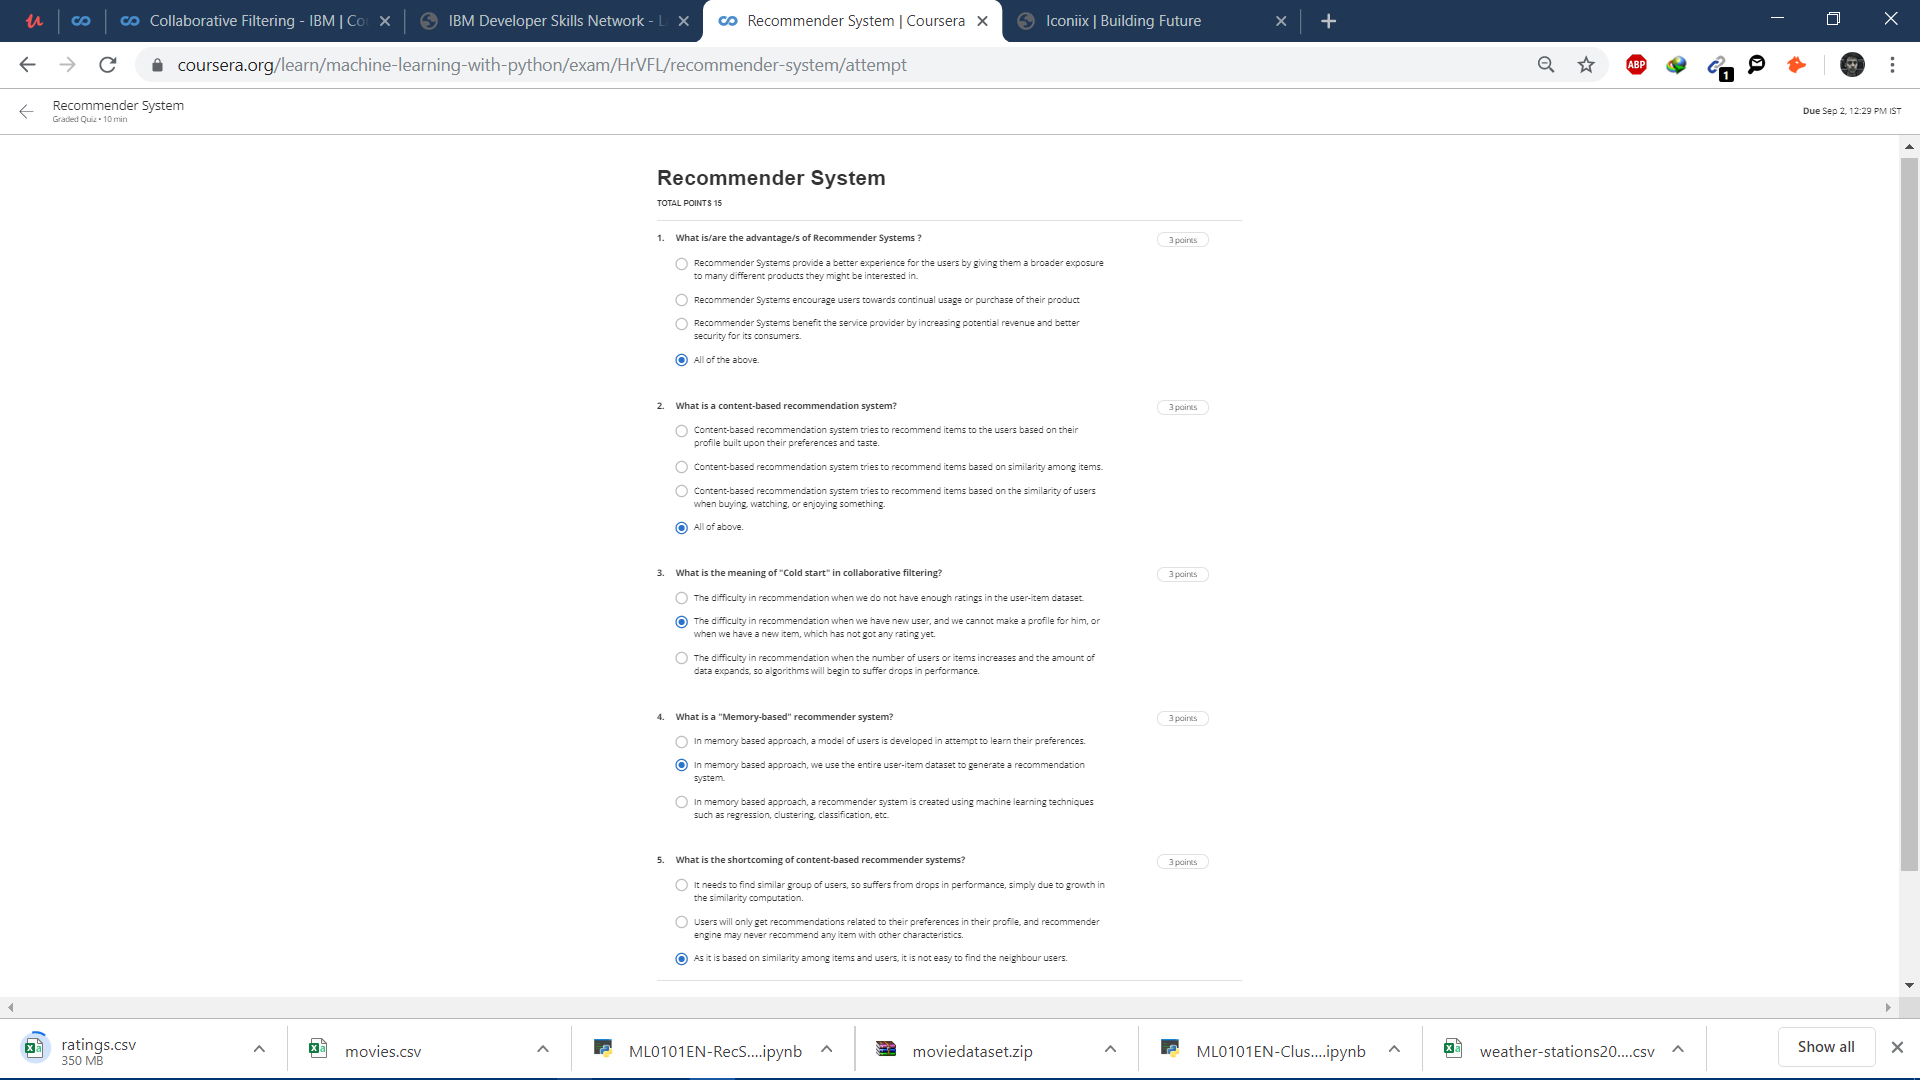 Collaborative Filtering - IBM | Co
IBM Developer Skills Network - L
Recommender System | Coursera
Iconiix | Building Future
coursera.org/learn/machine-learning-with-python/exam/HrVFL/recommender-system/attempt
ABP
1
Recommender System
Graded Quiz • 10 min
Due Sep 2, 12:29 PM IST
Recommender System
TOTAL POINTS 15
1. What is/are the advantage/s of Recommender Systems ?
3 points
Recommender Systems provide a better experience for the users by giving them a broader exposure
to many different products they might be interested in.
Recommender Systems encourage users towards continual usage or purchase of their product
Recommender Systems benefit the service provider by increasing potential revenue and better
security for its consumers.
All of the above.
2. What is a content-based recommendation system?
3 points
Content-based recommendation system tries to recommend items to the users based on their
profile built upon their preferences and taste.
Content-based recommendation system tries to recommend items based on similarity among items.
Content-based recommendation system tries to recommend items based on the similarity of users
when buying, watching, or enjoying something.
All of above.
3. What is the meaning of "Cold start" in collaborative filtering?
3 points
The difficulty in recommendation when we do not have enough ratings in the user-item dataset.
The difficulty in recommendation when we have new user, and we cannot make a profile for him, or
when we have a new item, which has not got any rating yet.
The difficulty in recommendation when the number of users or items increases and the amount of
data expands, so algorithms will begin to suffer drops in performance.
4. What is a "Memory-based" recommender system?
3 points
In memory based approach, a model of users is developed in attempt to learn their preferences.
In memory based approach, we use the entire user-item dataset to generate a recommendation
system.
In memory based approach, a recommender system is created using machine learning techniques
such as regression, clustering, classification, etc.
5. What is the shortcoming of content-based recommender systems?
3 points
It needs to find similar group of users, so suffers from drops in performance, simply due to growth in
the similarity computation.
Users will only get recommendations related to their preferences in their profile, and recommender
engine may never recommend any item with other characteristics.
As it is based on similarity among items and users, it is not easy to find the neighbour users.
ratings.csv
350 MB
movies.csv
ML0101EN-RecS....ipynb
moviedataset.zip
ML0101EN-Clus....ipynb
weather-stations20....csv
Show all